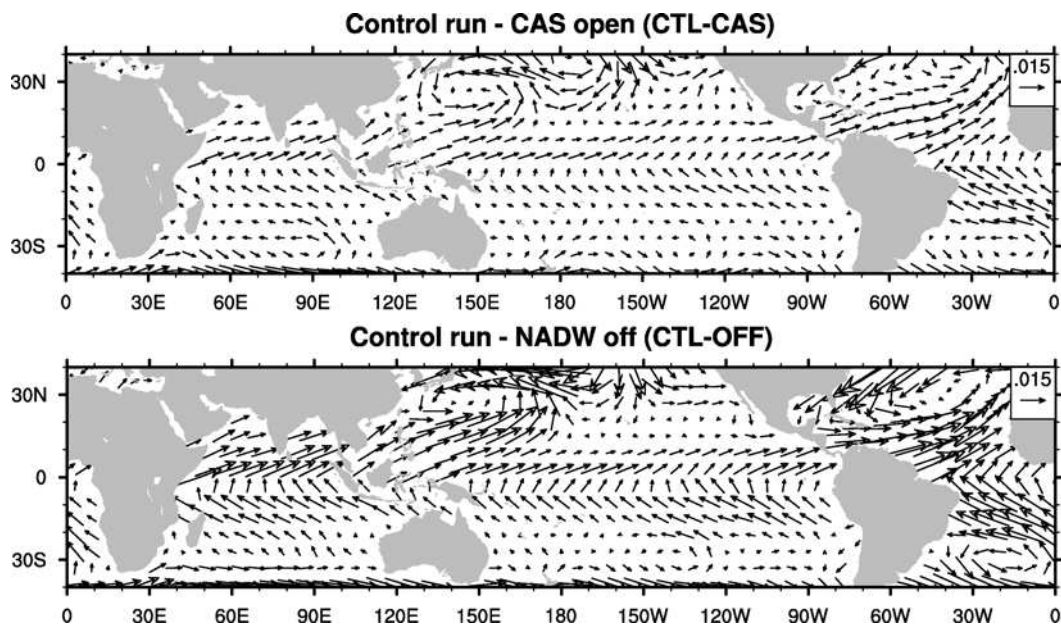 Control run - CAS open (CTL-CAS)
.015
30N
0
30S
0 30E 60E 90E 120E 150E 180 150W 120W 90W 60W 30W 0
Control run - NADW off (CTL-OFF)
.015
30N
0
30S
0 30E 60E 90E 120E 150E 180 150W 120W 90W 60W 30W 0